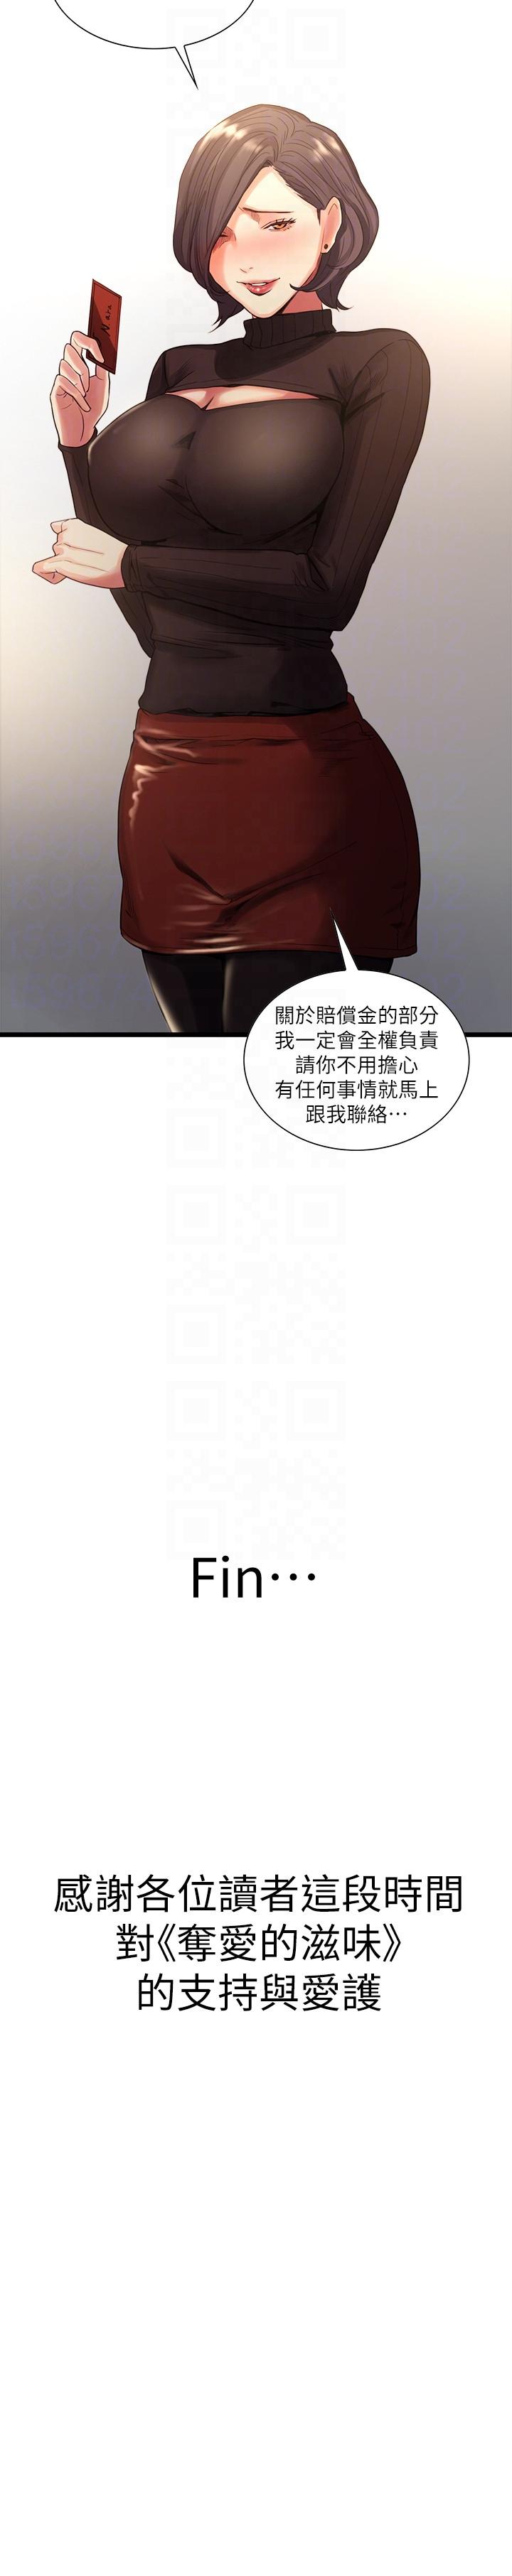 Nara
關於賠償金的部分
我一定會全權負責
請你不用擔心
有任何事情就馬上
跟我聯絡…
Fin…
感謝各位讀者這段時間
對《奪愛的滋味》
的支持與愛護